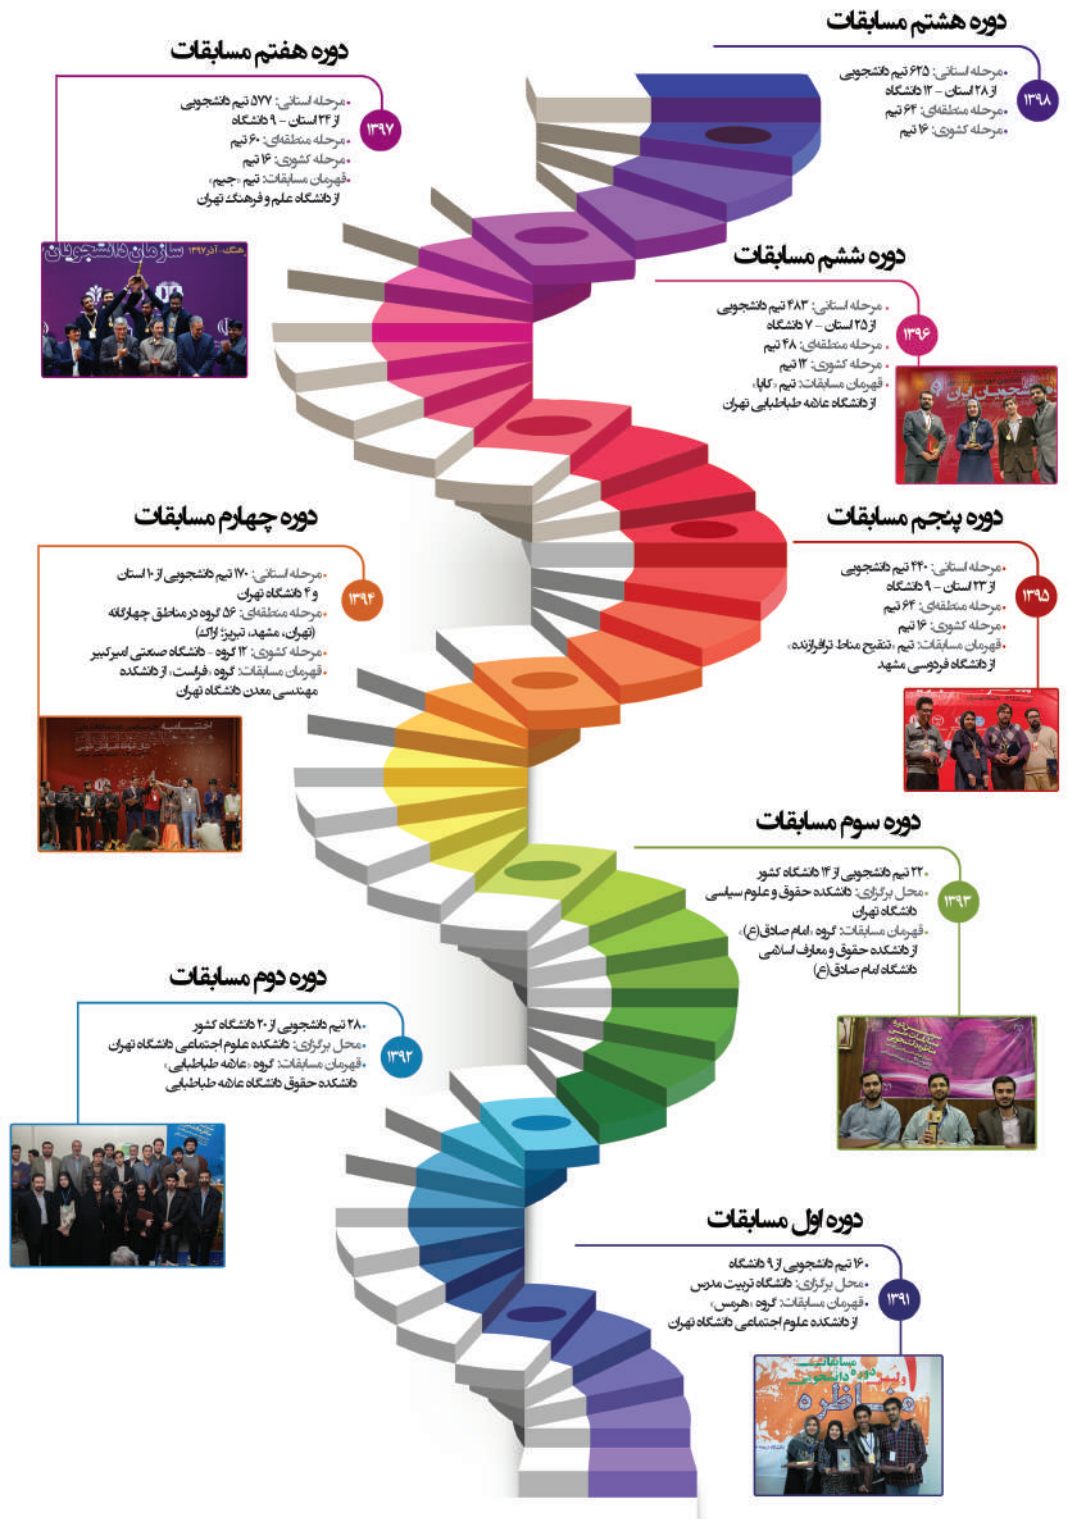 دوره هشتم مسابقات
۱۳۹۸
• مرحله استانی: ۶۲۵ تیم دانشجویی
از ۲۸ استان - ۱۲ دانشگاه
• مرحله منطقه‌ای: ۶۴ تیم
• مرحله کشوری: ۱۶ تیم
دوره هفتم مسابقات
۱۳۹۷
• مرحله استانی: ۵۷۷ تیم دانشجویی
از ۲۴ استان - ۹ دانشگاه
• مرحله منطقه‌ای: ۶۰ تیم
• مرحله کشوری: ۱۶ تیم
• قهرمان مسابقات: تیم «جیم»
از دانشگاه علم و فرهنگ تهران
سازمان دانشجویان
آذر ۱۳۹۷
دوره ششم مسابقات
۱۳۹۶
• مرحله استانی: ۴۸۳ تیم دانشجویی
از ۲۵ استان - ۷ دانشگاه
• مرحله منطقه‌ای: ۴۸ تیم
• مرحله کشوری: ۱۲ تیم
• قهرمان مسابقات: تیم «کاپا»
از دانشگاه علامه طباطبایی تهران
دانشجویان ایران
دوره پنجم مسابقات
۱۳۹۵
• مرحله استانی: ۴۴۰ تیم دانشجویی
از ۲۳ استان - ۹ دانشگاه
• مرحله منطقه‌ای: ۶۴ تیم
• مرحله کشوری: ۱۶ تیم
• قهرمان مسابقات: تیم «تنقیح مناط ترافرازنده»
از دانشگاه فردوسی مشهد
دوره چهارم مسابقات
۱۳۹۴
• مرحله استانی: ۱۷۰ تیم دانشجویی از ۱۰ استان
و ۴ دانشگاه تهران
• مرحله منطقه‌ای: ۵۶ گروه در مناطق چهارگانه
(تهران، مشهد، تبریز؛ اراک)
• مرحله کشوری: ۱۲ گروه - دانشگاه صنعتی امیرکبیر
• قهرمان مسابقات: گروه «فراست» از دانشکده
مهندسی معدن دانشگاه تهران
اختتامیه
دوره سوم مسابقات
۱۳۹۳
• ۲۲ تیم دانشجویی از ۱۴ دانشگاه کشور
• محل برگزاری: دانشکده حقوق و علوم سیاسی
دانشگاه تهران
• قهرمان مسابقات: گروه «امام صادق(ع)»
از دانشکده حقوق و معارف اسلامی
دانشگاه امام صادق(ع)
دوره دوم مسابقات
۱۳۹۲
• ۲۸ تیم دانشجویی از ۲۰ دانشگاه کشور
• محل برگزاری: دانشکده علوم اجتماعی دانشگاه تهران
• قهرمان مسابقات: گروه «علامه طباطبایی»
دانشکده حقوق دانشگاه علامه طباطبایی
دوره اول مسابقات
۱۳۹۱
• ۱۶ تیم دانشجویی از ۹ دانشگاه
• محل برگزاری: دانشگاه تربیت مدرس
• قهرمان مسابقات: گروه «هرمس»
از دانشکده علوم اجتماعی دانشگاه تهران
اولین دوره
مسابقات
دانشجویی
مناظره